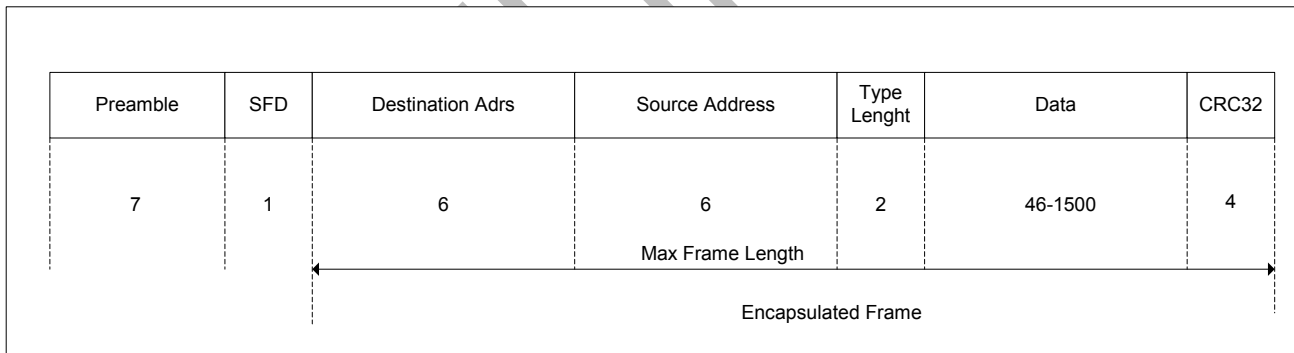 Preamble
SFD
Destination Adrs
Source Address
Type
Lenght
Data
CRC32
7
1
6
6
2
46-1500
4
Max Frame Length
Encapsulated Frame